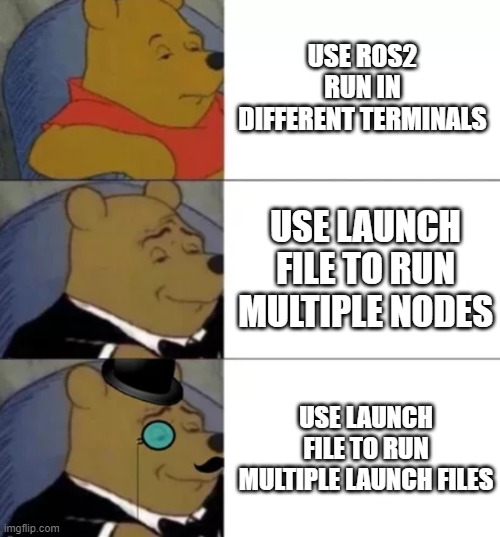 USE ROS2
RUN IN
DIFFERENT TERMINALS
USE LAUNCH
FILE TO RUN
MULTIPLE NODES
USE LAUNCH
FILE TO RUN
MULTIPLE LAUNCH FILES
imgflip.com